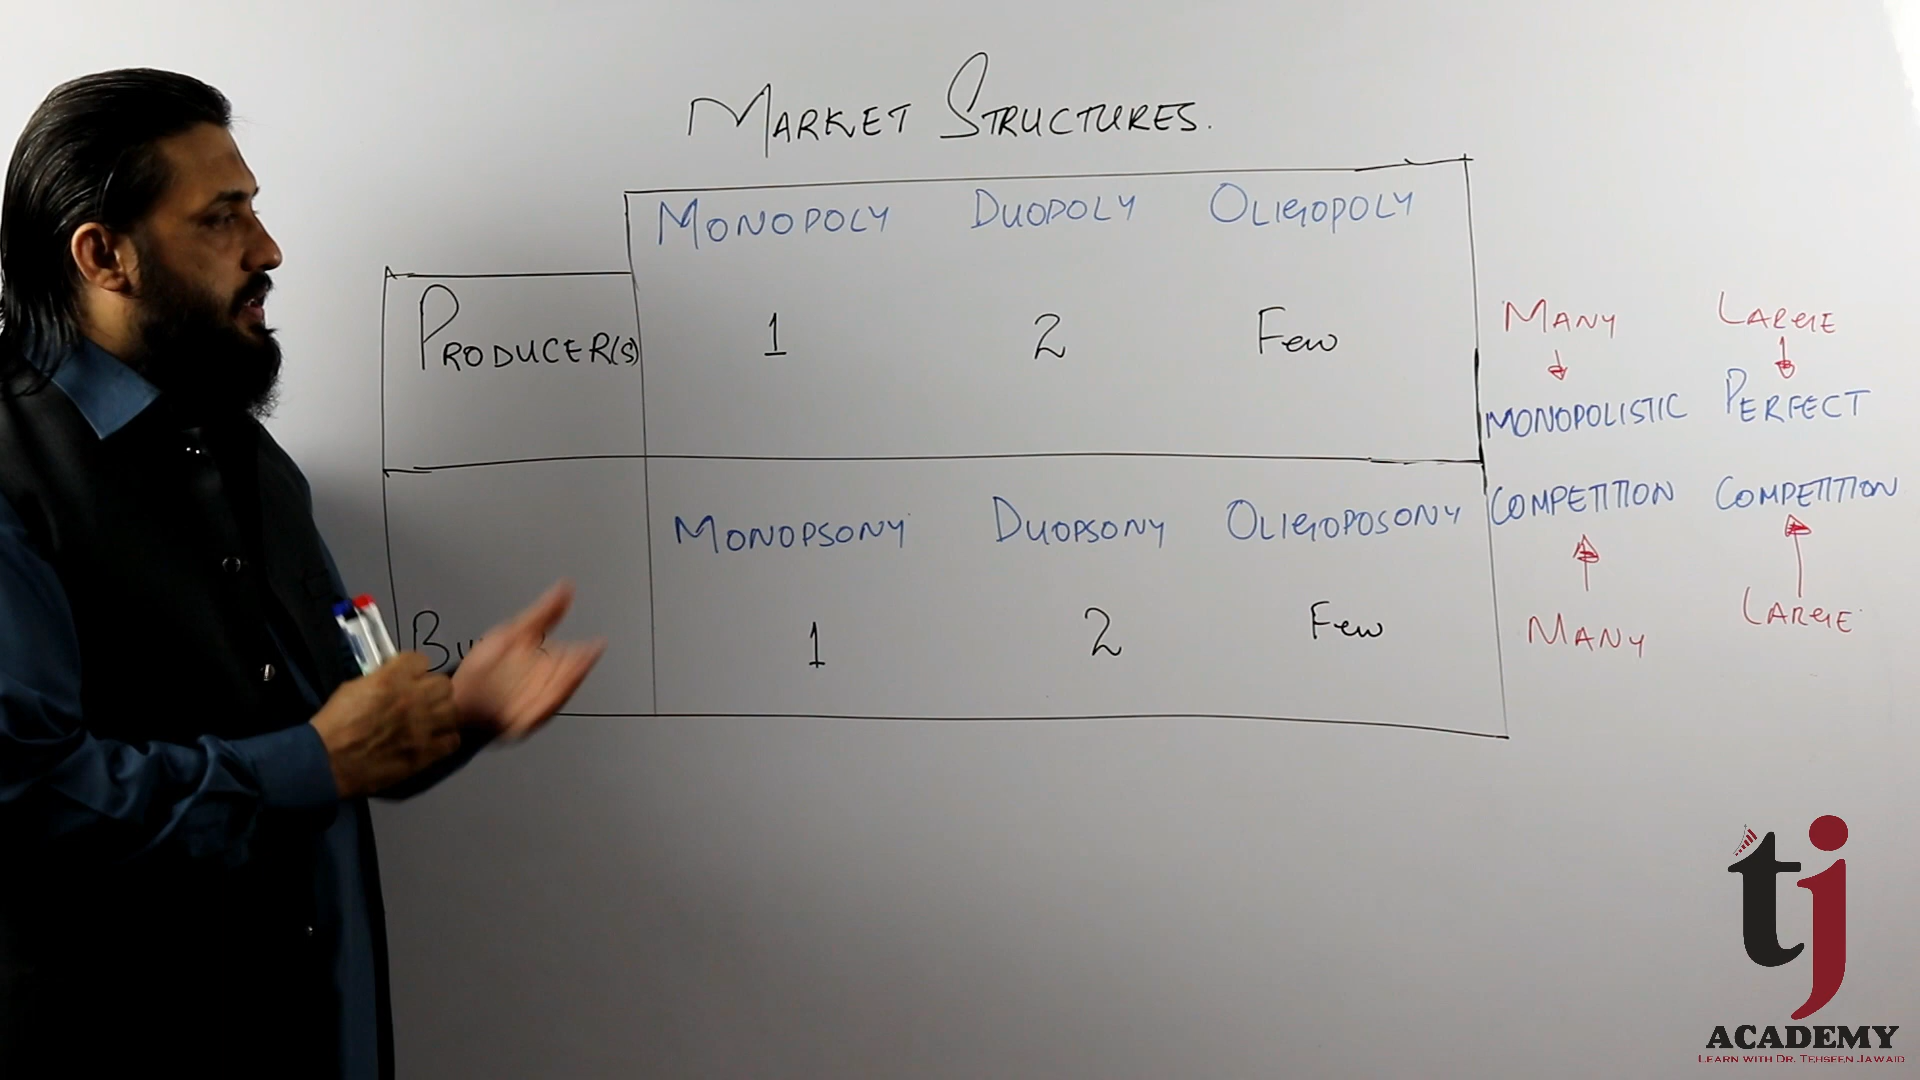 MARKET STRUCTURES.
MONOPOLY DUOPOLY OLIGOPOLY
PRODUCER(S) 1 2 Few
MANY LARGE
MONOPOLISTIC PERFECT
COMPETITION COMPETITION
MANY LARGE
MONOPSONY DUOPSONY OLIGOPOSONY
1 2 Few
tj
ACADEMY
LEARN WITH DR. TEHSEEN JAWAID